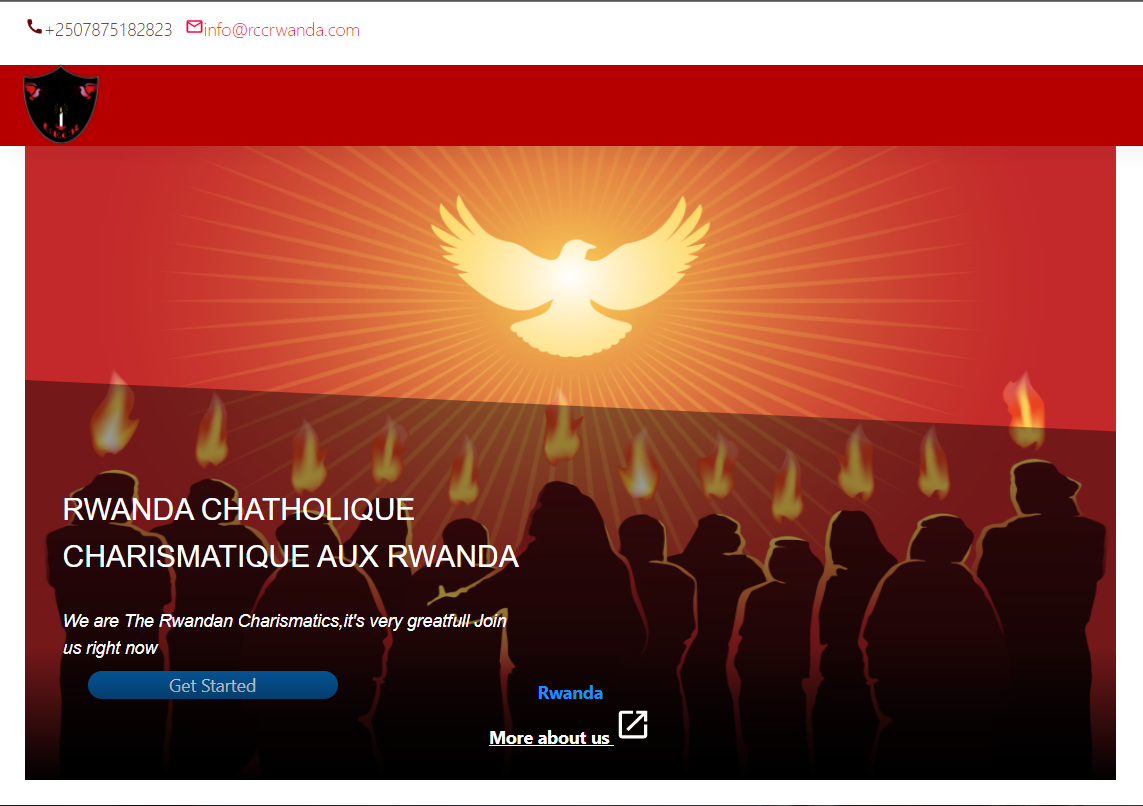 +2507875182823 info@rccrwanda.com
RWANDA CHATHOLIQUE
CHARISMATIQUE AUX RWANDA
We are The Rwandan Charismatics,it's very greatfull Join
us right now
Get Started
Rwanda
More about us